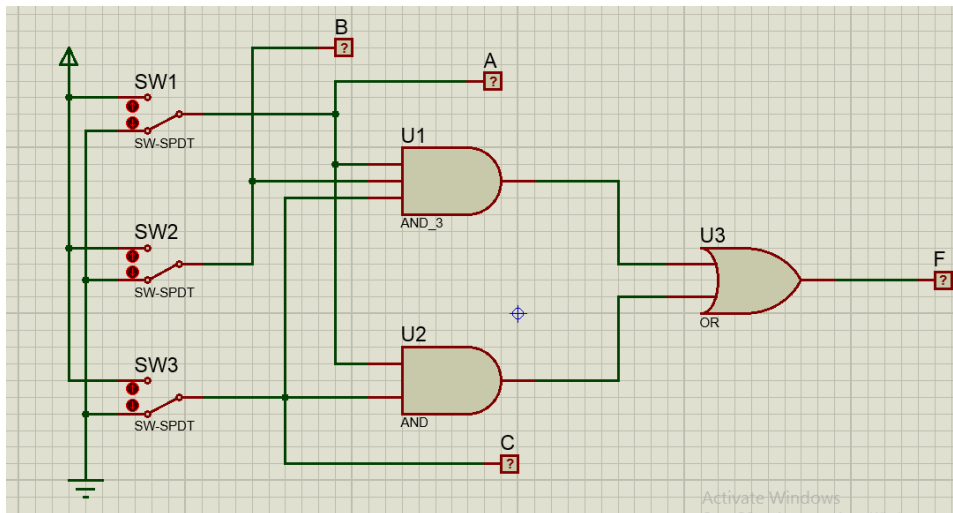 B
A
SW1
?
?
SW-SPDT
U1
AND_3
SW2
U3
F
SW-SPDT
?
OR
U2
SW3
SW-SPDT
AND
C
?
Activate Windows